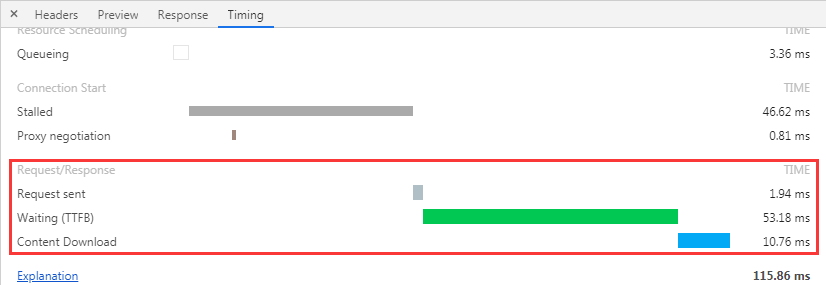 × Headers Preview Response Timing
Resource Scheduling TIME
Queueing 3.36 ms
Connection Start TIME
Stalled 46.62 ms
Proxy negotiation 0.81 ms
Request/Response TIME
Request sent 1.94 ms
Waiting (TTFB) 53.18 ms
Content Download 10.76 ms
Explanation 115.86 ms